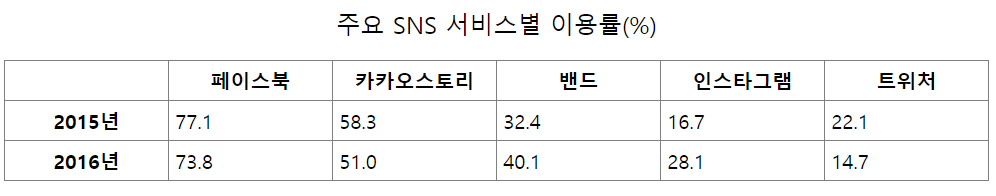 주요 SNS 서비스별 이용률(%)
페이스북 카카오스토리 밴드 인스타그램 트위처
2015년 77.1 58.3 32.4 16.7 22.1
2016년 73.8 51.0 40.1 28.1 14.7